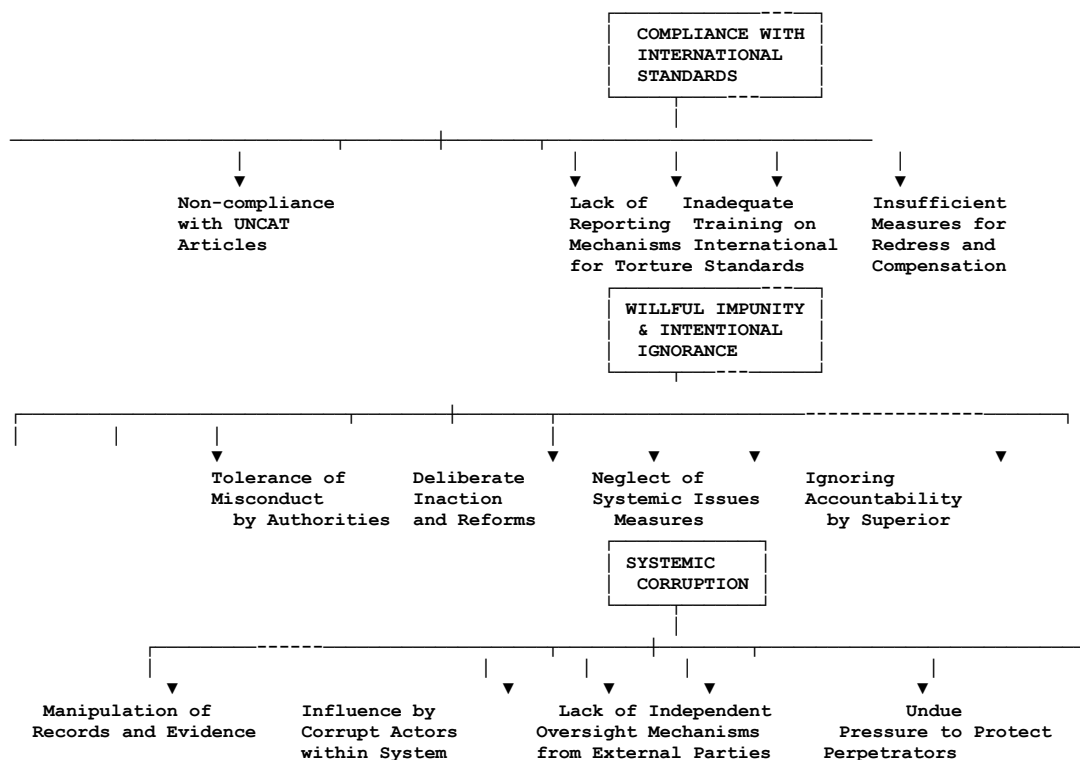 COMPLIANCE WITH
INTERNATIONAL
STANDARDS
Non-compliance
with UNCAT
Articles
Lack of
Reporting
Mechanisms
for Torture
Inadequate
Training on
International
Standards
Insufficient
Measures for
Redress and
Compensation
WILLFUL IMPUNITY
& INTENTIONAL
IGNORANCE
Tolerance of
Misconduct
by Authorities
Deliberate
Inaction
and Reforms
Neglect of
Systemic Issues
Measures
Ignoring
Accountability
by Superior
SYSTEMIC
CORRUPTION
Manipulation of
Records and Evidence
Influence by
Corrupt Actors
within System
Lack of Independent
Oversight Mechanisms
from External Parties
Undue
Pressure to Protect
Perpetrators